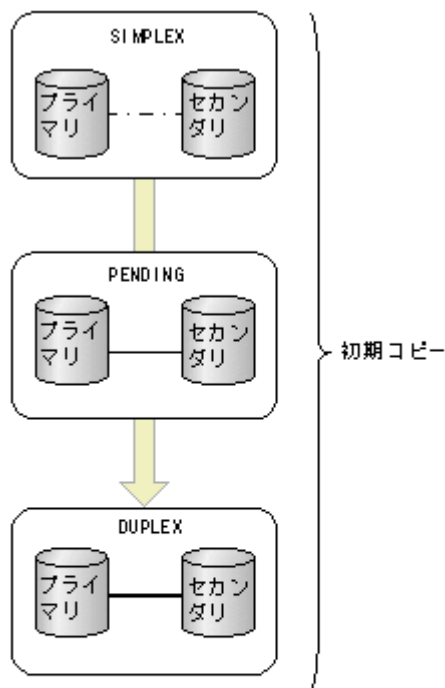 SIMPLEX
プライ
マリ
セカン
ダリ
PENDING
プライ
マリ
セカン
ダリ
初期コピー
DUPLEX
プライ
マリ
セカン
ダリ